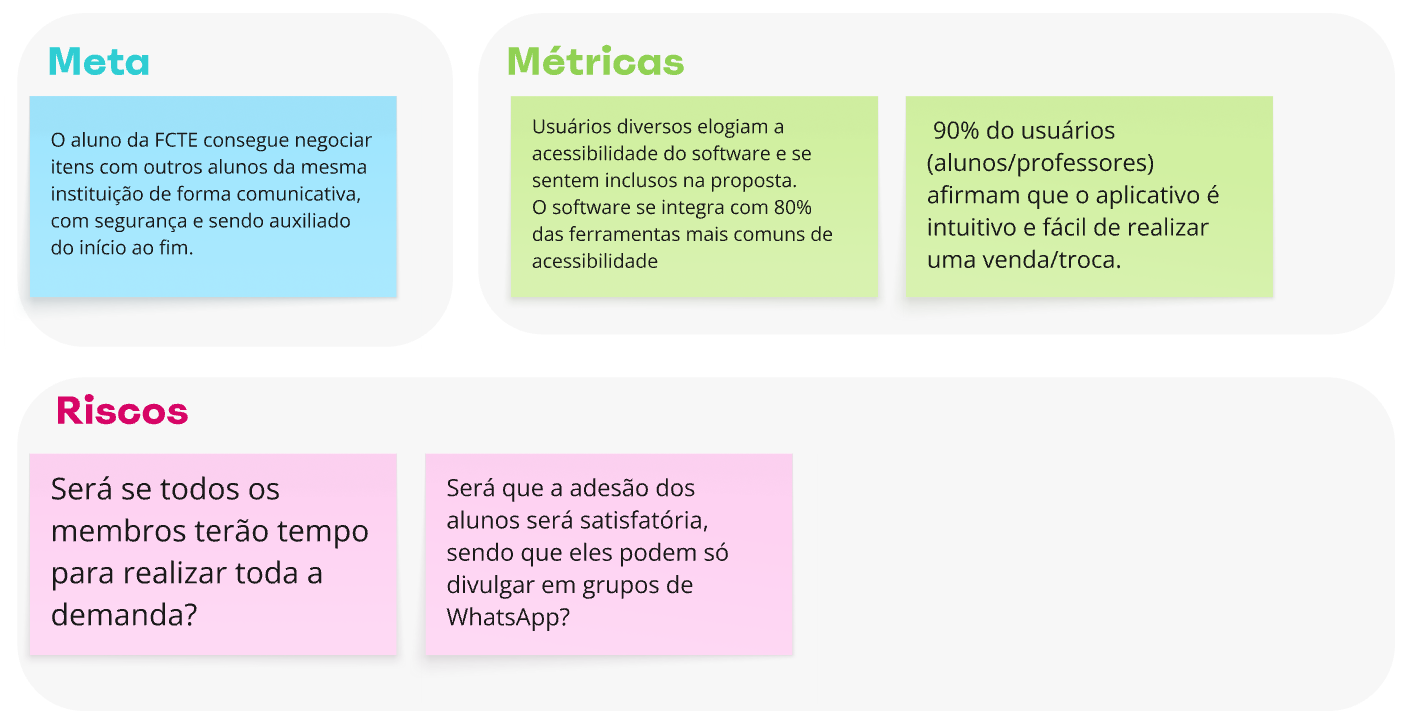 Meta
O aluno da FCTE consegue negociar
itens com outros alunos da mesma
instituição de forma comunicativa,
com segurança e sendo auxiliado
do início ao fim.
Métricas
Usuários diversos elogiam a
acessibilidade do software e se
sentem inclusos na proposta.
O software se integra com 80%
das ferramentas mais comuns de
acessibilidade
90% do usuários
(alunos/professores)
afirmam que o aplicativo é
intuitivo e fácil de realizar
uma venda/troca.
Riscos
Será se todos os
membros terão tempo
para realizar toda a
demanda?
Será que a adesão dos
alunos será satisfatória,
sendo que eles podem só
divulgar em grupos de
WhatsApp?